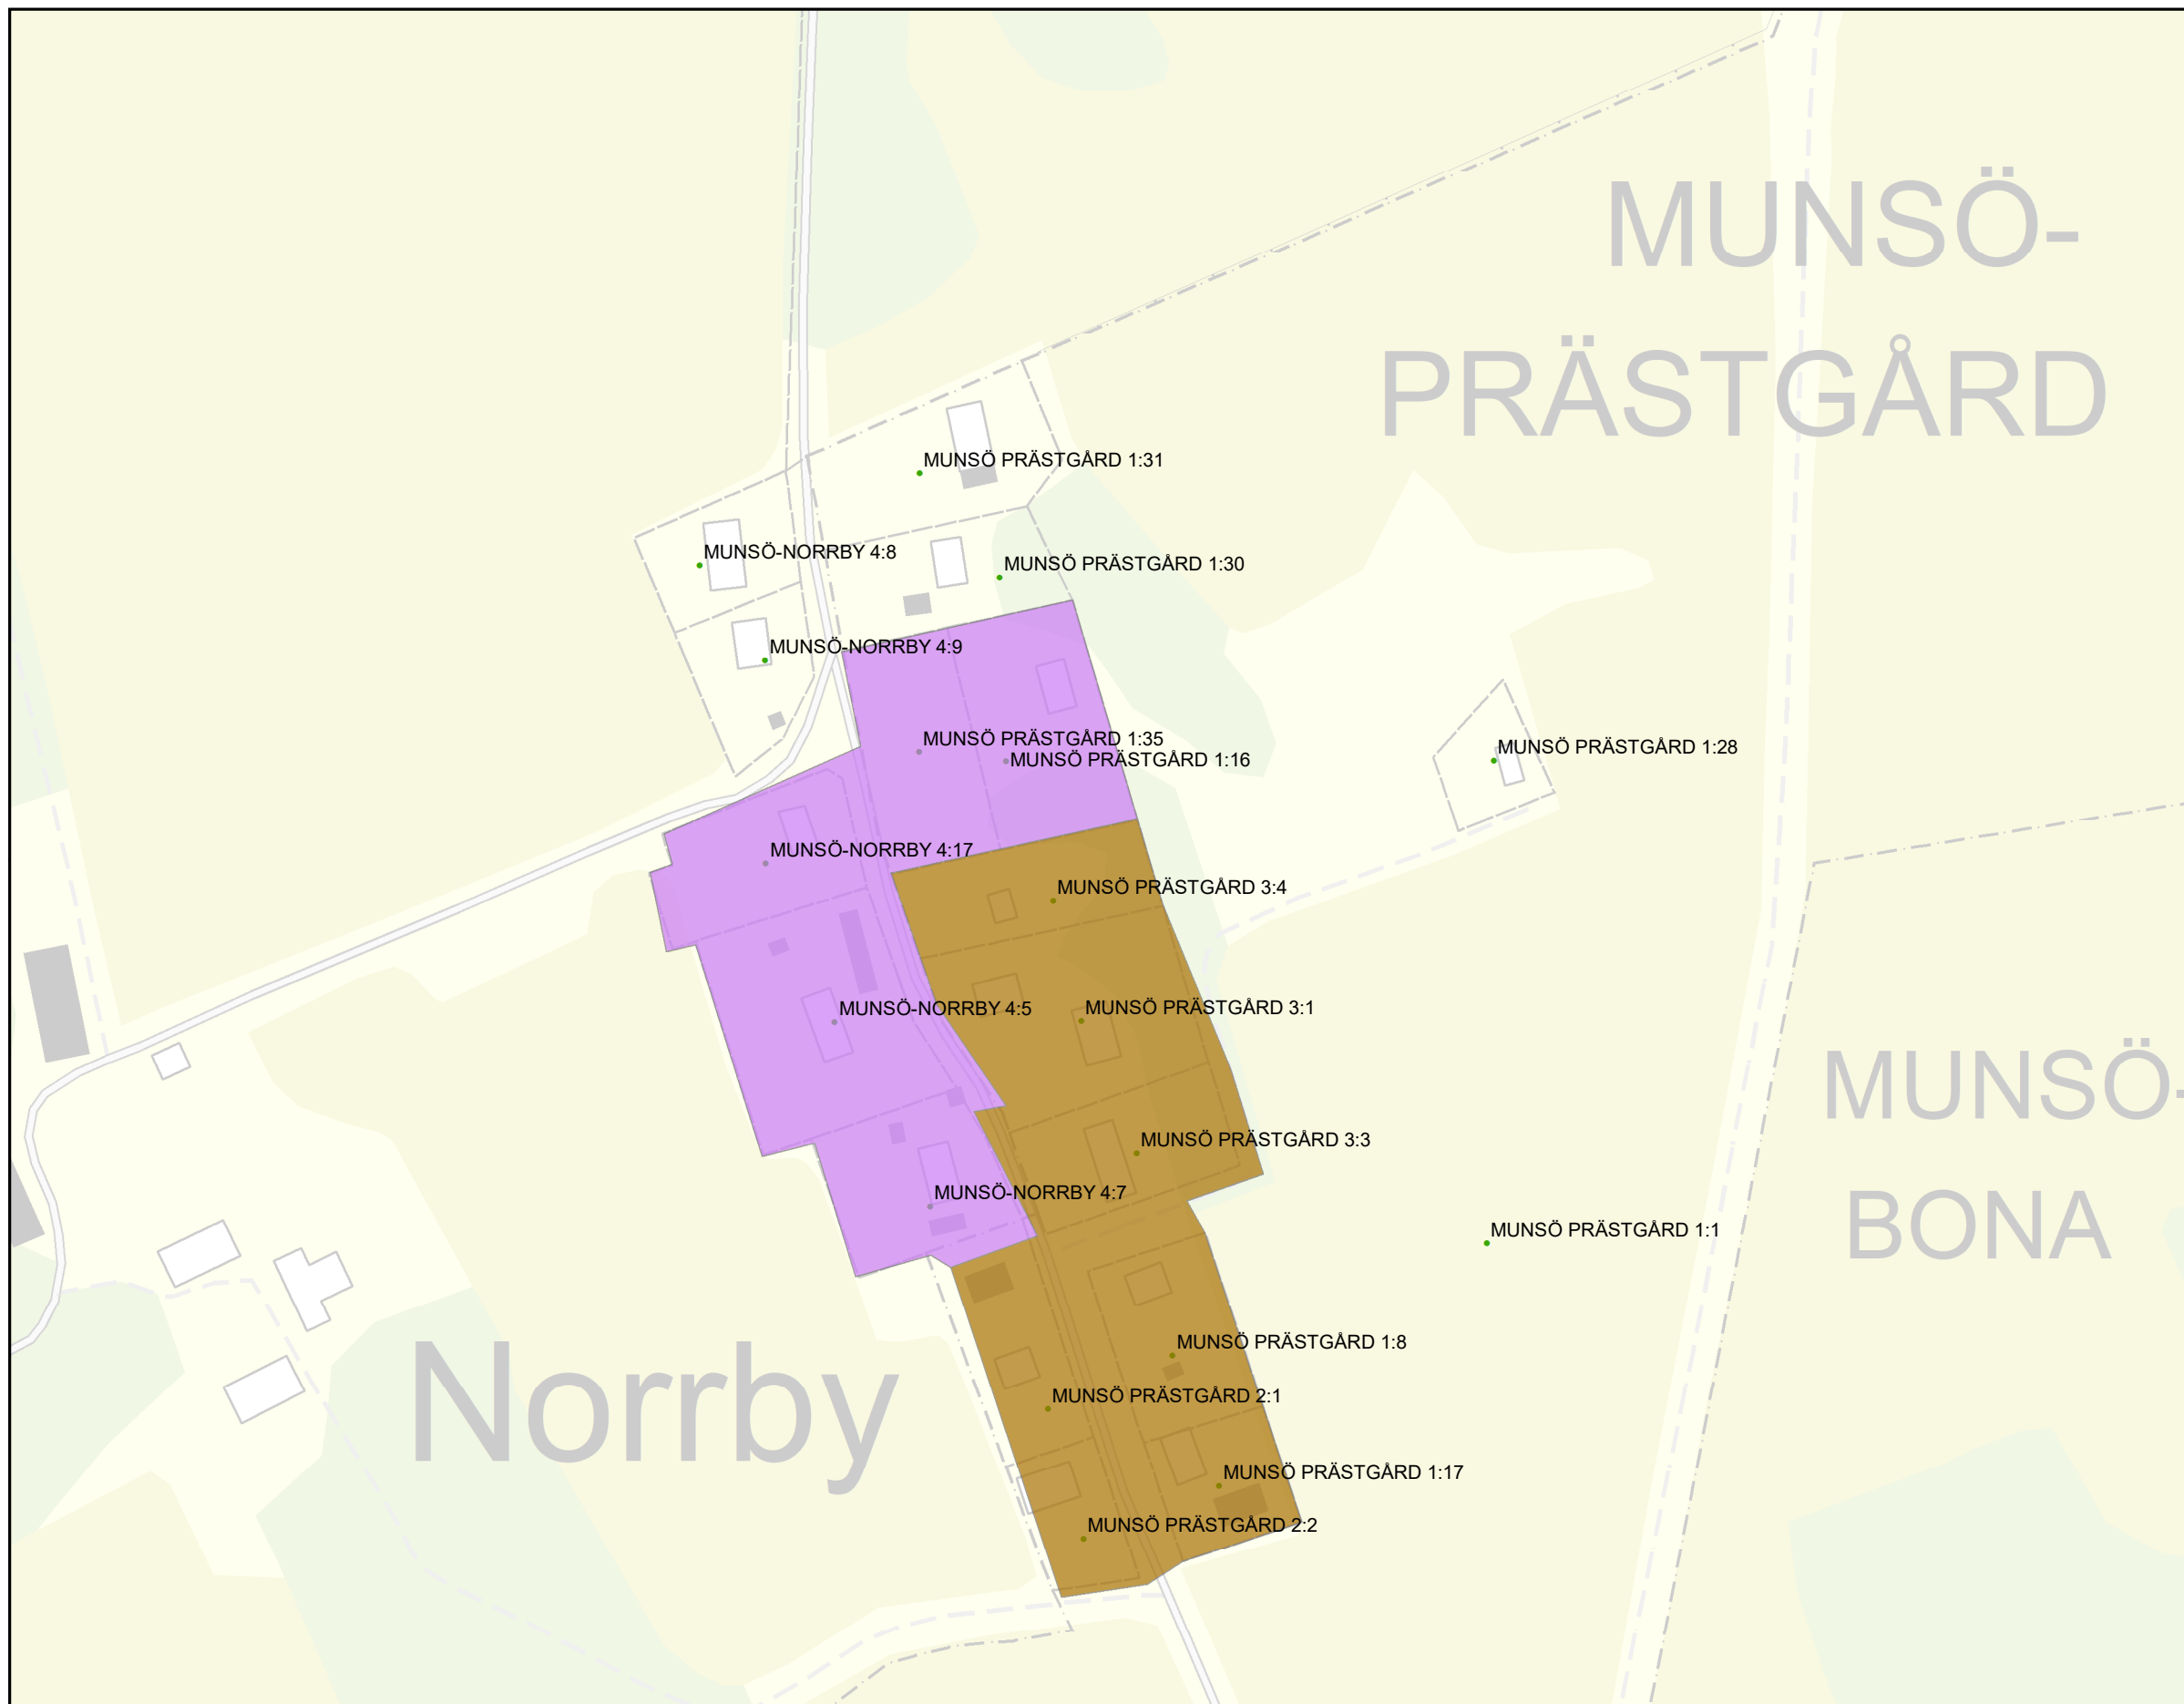 MUNSÖ-
PRÄSTGÅRD
MUNSÖ PRÄSTGÅRD 1:31
MUNSÖ-NORRBY 4:8
MUNSÖ PRÄSTGÅRD 1:30
MUNSÖ-NORRBY 4:9
MUNSÖ PRÄSTGÅRD 1:35
MUNSÖ PRÄSTGÅRD 1:16
MUNSÖ PRÄSTGÅRD 1:28
MUNSÖ-NORRBY 4:17
MUNSÖ PRÄSTGÅRD 3:4
MUNSÖ-NORRBY 4:5
MUNSÖ PRÄSTGÅRD 3:1
MUNSÖ-
BONA
MUNSÖ PRÄSTGÅRD 3:3
MUNSÖ-NORRBY 4:7
MUNSÖ PRÄSTGÅRD 1:1
MUNSÖ PRÄSTGÅRD 1:8
Norrby
MUNSÖ PRÄSTGÅRD 2:1
MUNSÖ PRÄSTGÅRD 1:17
MUNSÖ PRÄSTGÅRD 2:2